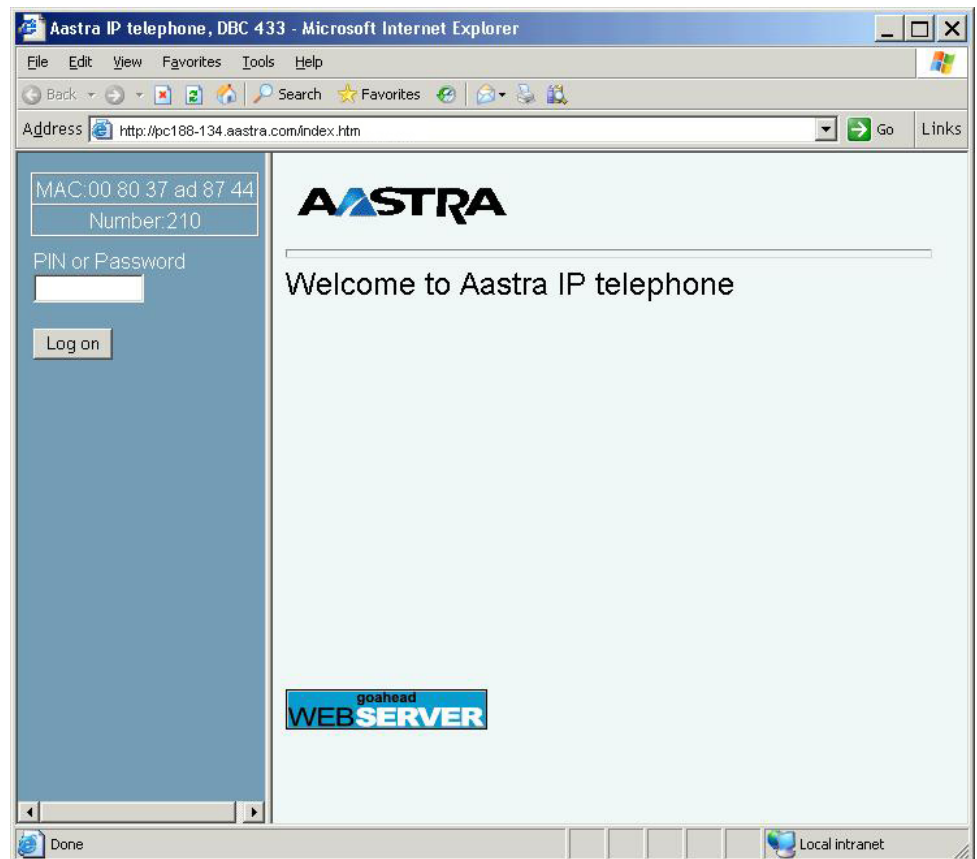 Aastra IP telephone, DBC 433 - Microsoft Internet Explorer
File Edit View Favorites Tools Help
Back Search Favorites
Address http://pc188-134.aastra.com/index.htm Go Links
MAC:00 80 37 ad 87 44
Number:210
PIN or Password
Log on
AASTRA
Welcome to Aastra IP telephone
goahead
WEBSERVER
Done Local intranet